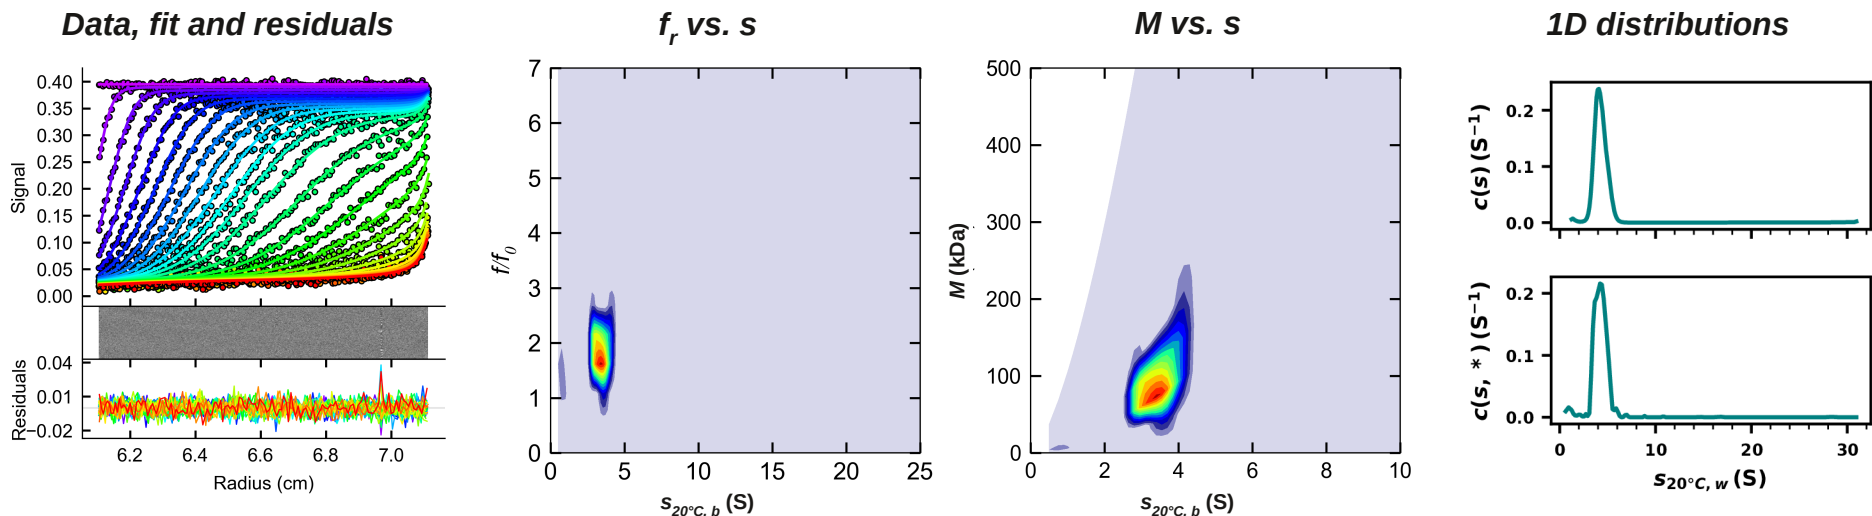 Data, fit and residuals
0.40
0.35
0.30
0.25
0.20
0.15
0.10
0.05
0.00
Signal
0.04
0.01
−0.02
Residuals
6.2 6.4 6.6 6.8 7.0
Radius (cm)
fr vs. s
7
6
5
4
3
2
1
0
f/f0
0 5 10 15 20 25
s20°C, b (S)
M vs. s
500
400
300
200
100
0
M (kDa)
0 2 4 6 8 10
s20°C, b (S)
1D distributions
0.2
0.1
0.0
c(s) (S−1)
0.2
0.1
0.0
c(s, *) (S−1)
0 10 20 30
s20°C, w (S)